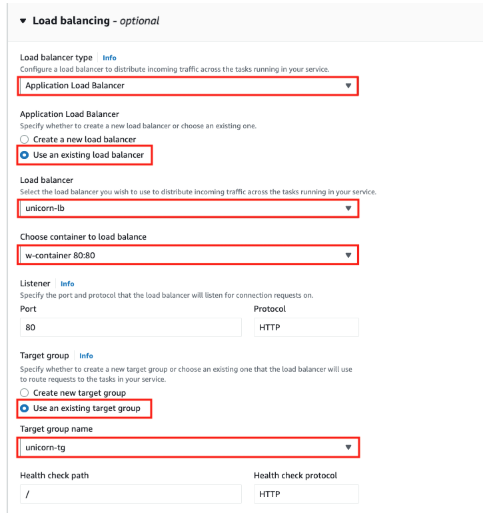 Load balancing - optional
Load balancer type Info
Configure a load balancer to distribute incoming traffic across the tasks running in your service.
Application Load Balancer
Application Load Balancer
Specify whether to create a new load balancer or choose an existing one.
Create a new load balancer
Use an existing load balancer
Load balancer
Select the load balancer you wish to use to distribute incoming traffic across the tasks running in your service.
unicorn-lb
Choose container to load balance
w-container 80:80
Listener Info
Specify the port and protocol that the load balancer will listen for connection requests on.
Port Protocol
80 HTTP
Target group Info
Specify whether to create a new target group or choose an existing one that the load balancer will use
to route requests to the tasks in your service.
Create new target group
Use an existing target group
Target group name
unicorn-tg
Health check path Health check protocol
/ HTTP